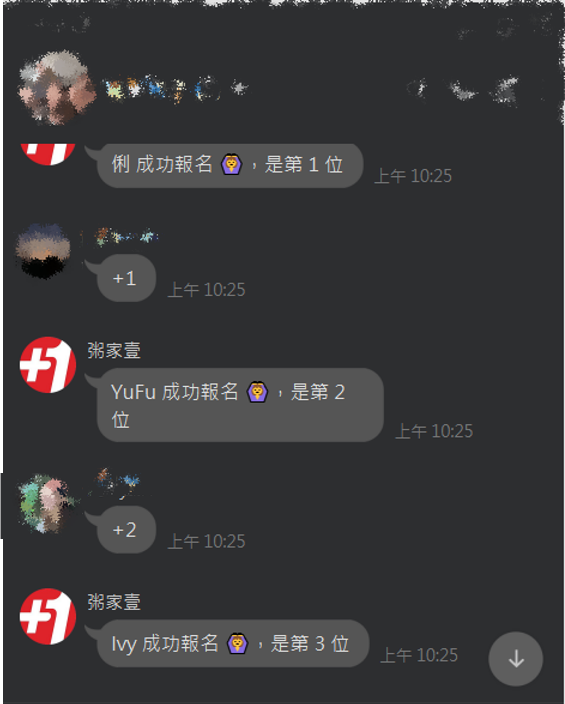 俐 成功報名 🙆，是第 1 位
上午 10:25
+1
上午 10:25
+1
粥家壹
YuFu 成功報名 🙆，是第 2
位
上午 10:25
+2
上午 10:25
+1
粥家壹
Ivy 成功報名 🙆，是第 3 位
上午 10:25